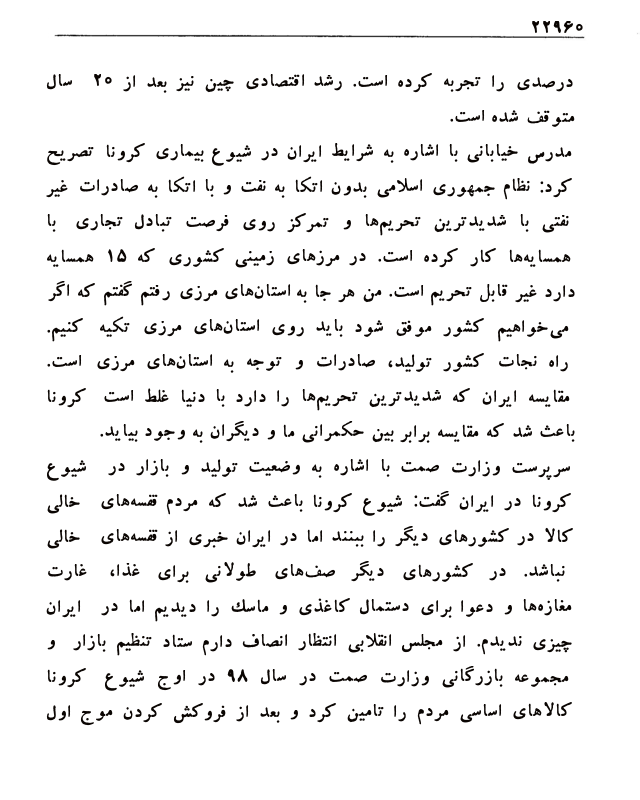 ۲۲۹۶۰
درصدی را تجربه کرده است. رشد اقتصادی چین نیز بعد از ۲۰ سال
متوقف شده است.
مدرس خیابانی با اشاره به شرایط ایران در شیوع بیماری کرونا تصریح
کرد: نظام جمهوری اسلامی بدون اتکا به نفت و با اتکا به صادرات غیر
نفتی با شدیدترین تحریم‌ها و تمرکز روی فرصت تبادل تجاری با
همسایه‌ها کار کرده است. در مرزهای زمینی کشوری که ۱۵ همسایه
دارد غیر قابل تحریم است. من هر جا به استان‌های مرزی رفتم گفتم که اگر
می‌خواهیم کشور موفق شود باید روی استان‌های مرزی تکیه کنیم.
راه نجات کشور تولید، صادرات و توجه به استان‌های مرزی است.
مقایسه ایران که شدیدترین تحریم‌ها را دارد با دنیا غلط است کرونا
باعث شد که مقایسه برابر بین حکمرانی ما و دیگران به وجود بیاید.
سرپرست وزارت صمت با اشاره به وضعیت تولید و بازار در شیوع
کرونا در ایران گفت: شیوع کرونا باعث شد که مردم قفسه‌های خالی
کالا در کشورهای دیگر را ببنند اما در ایران خبری از قفسه‌های خالی
نباشد. در کشورهای دیگر صف‌های طولانی برای غذا، غارت
مغازه‌ها و دعوا برای دستمال کاغذی و ماسك را دیدیم اما در ایران
چیزی ندیدم. از مجلس انقلابی انتظار انصاف دارم ستاد تنظیم بازار و
مجموعه بازرگانی وزارت صمت در سال ۹۸ در اوج شیوع کرونا
کالاهای اساسی مردم را تامین کرد و بعد از فروکش کردن موج اول